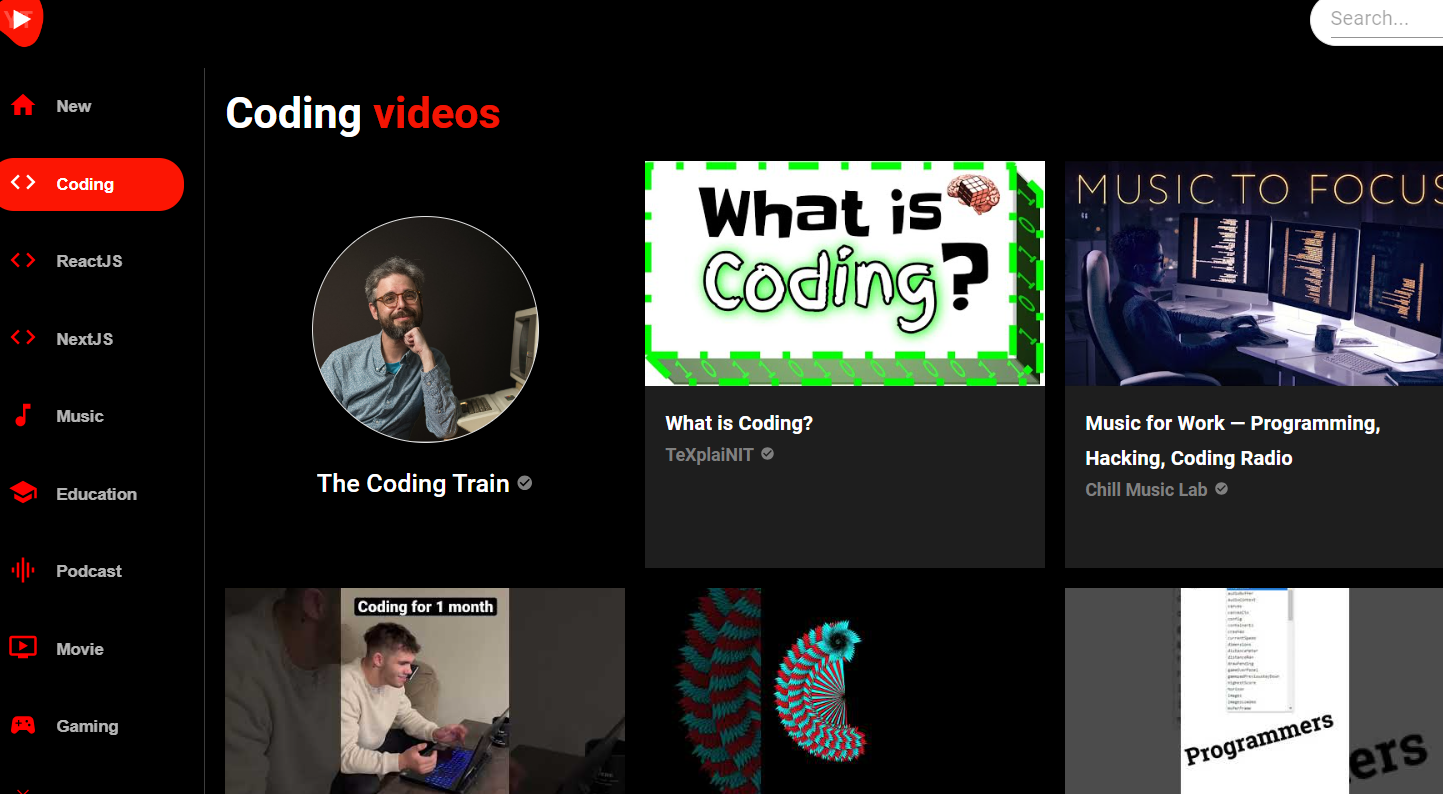 YT
Search...
New
Coding
ReactJS
NextJS
Music
Education
Podcast
Movie
Gaming
Coding videos
The Coding Train
What is
Coding?
What is Coding?
TeXplaiNIT
MUSIC TO FOCUS
Music for Work — Programming,
Hacking, Coding Radio
Chill Music Lab
Coding for 1 month
Programmers